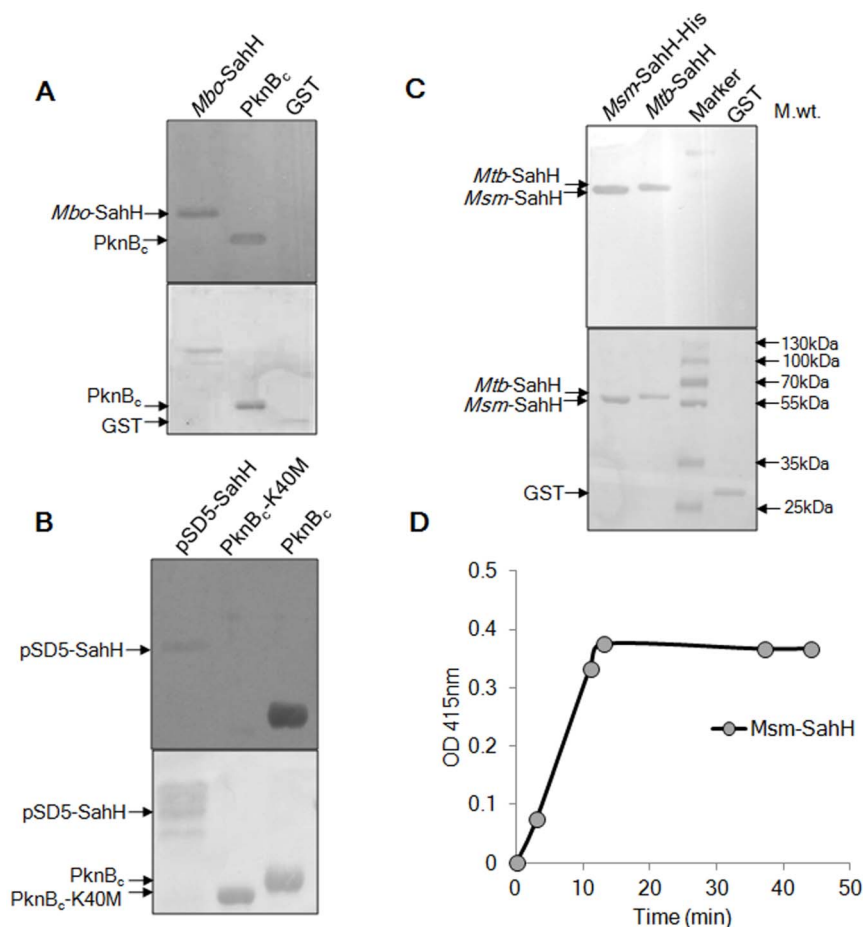 A
Mbo-SahH
PknBc
GST
Mbo-SahH
PknBc
PknBc
GST
B
pSD5-SahH
PknBc-K40M
PknBc
pSD5-SahH
pSD5-SahH
PknBc
PknBc-K40M
C
Msm-SahH-His
Mtb-SahH
Marker
GST
M.wt.
Mtb-SahH
Msm-SahH
130kDa
100kDa
Mtb-SahH
70kDa
Msm-SahH
55kDa
35kDa
GST
25kDa
D
0.5
0.4
0.3
0.2
0.1
0
OD 415nm
Msm-SahH
0 10 20 30 40 50
Time (min)